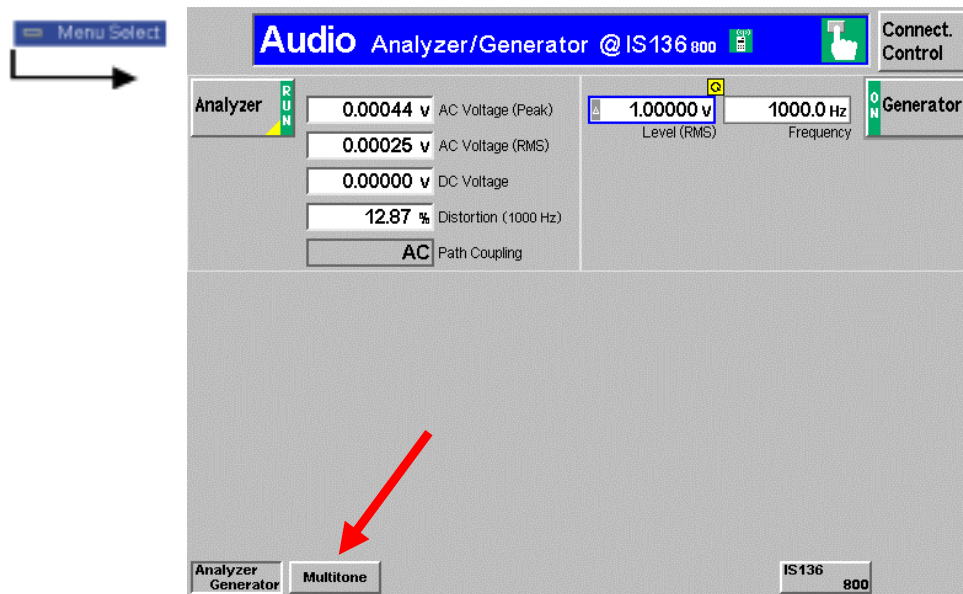 Menu Select
Audio Analyzer/Generator @ IS136 800
Connect.
Control
Analyzer
RUN
0.00044 V AC Voltage (Peak)
0.00025 V AC Voltage (RMS)
0.00000 V DC Voltage
12.87 % Distortion (1000 Hz)
AC Path Coupling
1.00000 V
Level (RMS)
1000.0 Hz
Frequency
ON
Generator
Analyzer
Generator
Multitone
IS136
800